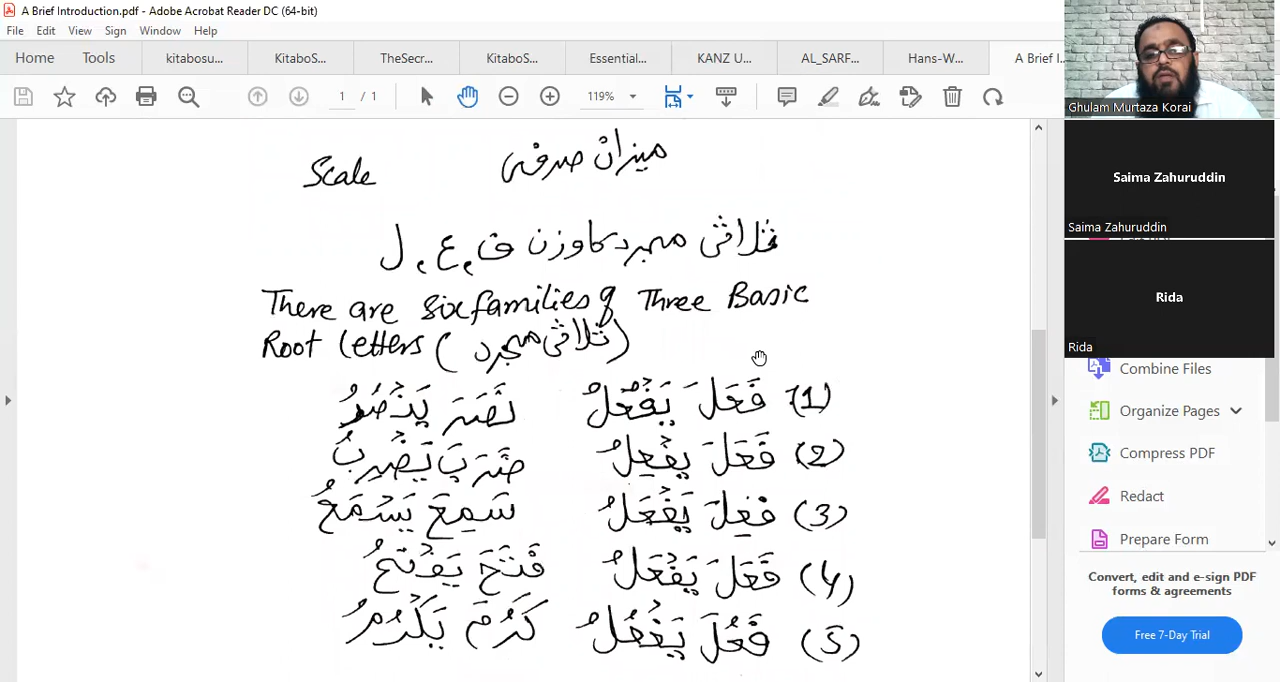 A Brief Introduction.pdf - Adobe Acrobat Reader DC (64-bit)
File Edit View Sign Window Help
Home Tools kitabosu... KitaboS... TheSecr... KitaboS... Essential... KANZ U... AL_SARF... Hans-W... A Brief I...
1 / 1 119%
Scale میزان صرفی
ثلاثی مجرد کا وزن ف، ع، ل
There are six families of Three Basic
Root letters (ثلاثی مجرد)
(1) فَعَلَ يَفْعُلُ نَصَرَ يَنْصُرُ
(2) فَعَلَ يَفْعِلُ ضَرَبَ يَضْرِبُ
(3) فَعِلَ يَفْعَلُ سَمِعَ يَسْمَعُ
(4) فَعَلَ يَفْعَلُ فَتَحَ يَفْتَحُ
(5) فَعُلَ يَفْعُلُ كَرُمَ يَكْرُمُ
Ghulam Murtaza Korai
Saima Zahuruddin
Saima Zahuruddin
Rida
Rida
Combine Files
Organize Pages
Compress PDF
Redact
Prepare Form
Convert, edit and e-sign PDF
forms & agreements
Free 7-Day Trial